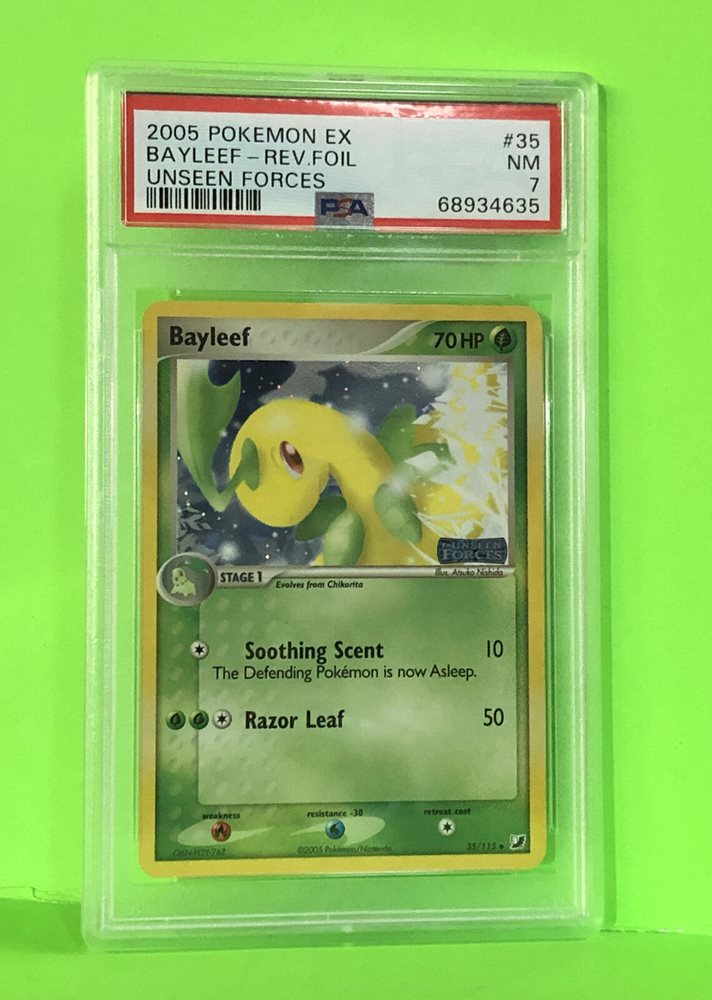 2005 POKEMON EX #35
BAYLEEF - REV.FOIL NM
UNSEEN FORCES 7
PSA 68934635
Bayleef 70 HP
UNSEEN
FORCES
Illus. Atsuko Nishida
STAGE 1
Evolves from Chikorita
Soothing Scent 10
The Defending Pokémon is now Asleep.
Razor Leaf 50
weakness resistance -30 retreat cost
©2005 Pokémon/Nintendo 35/115